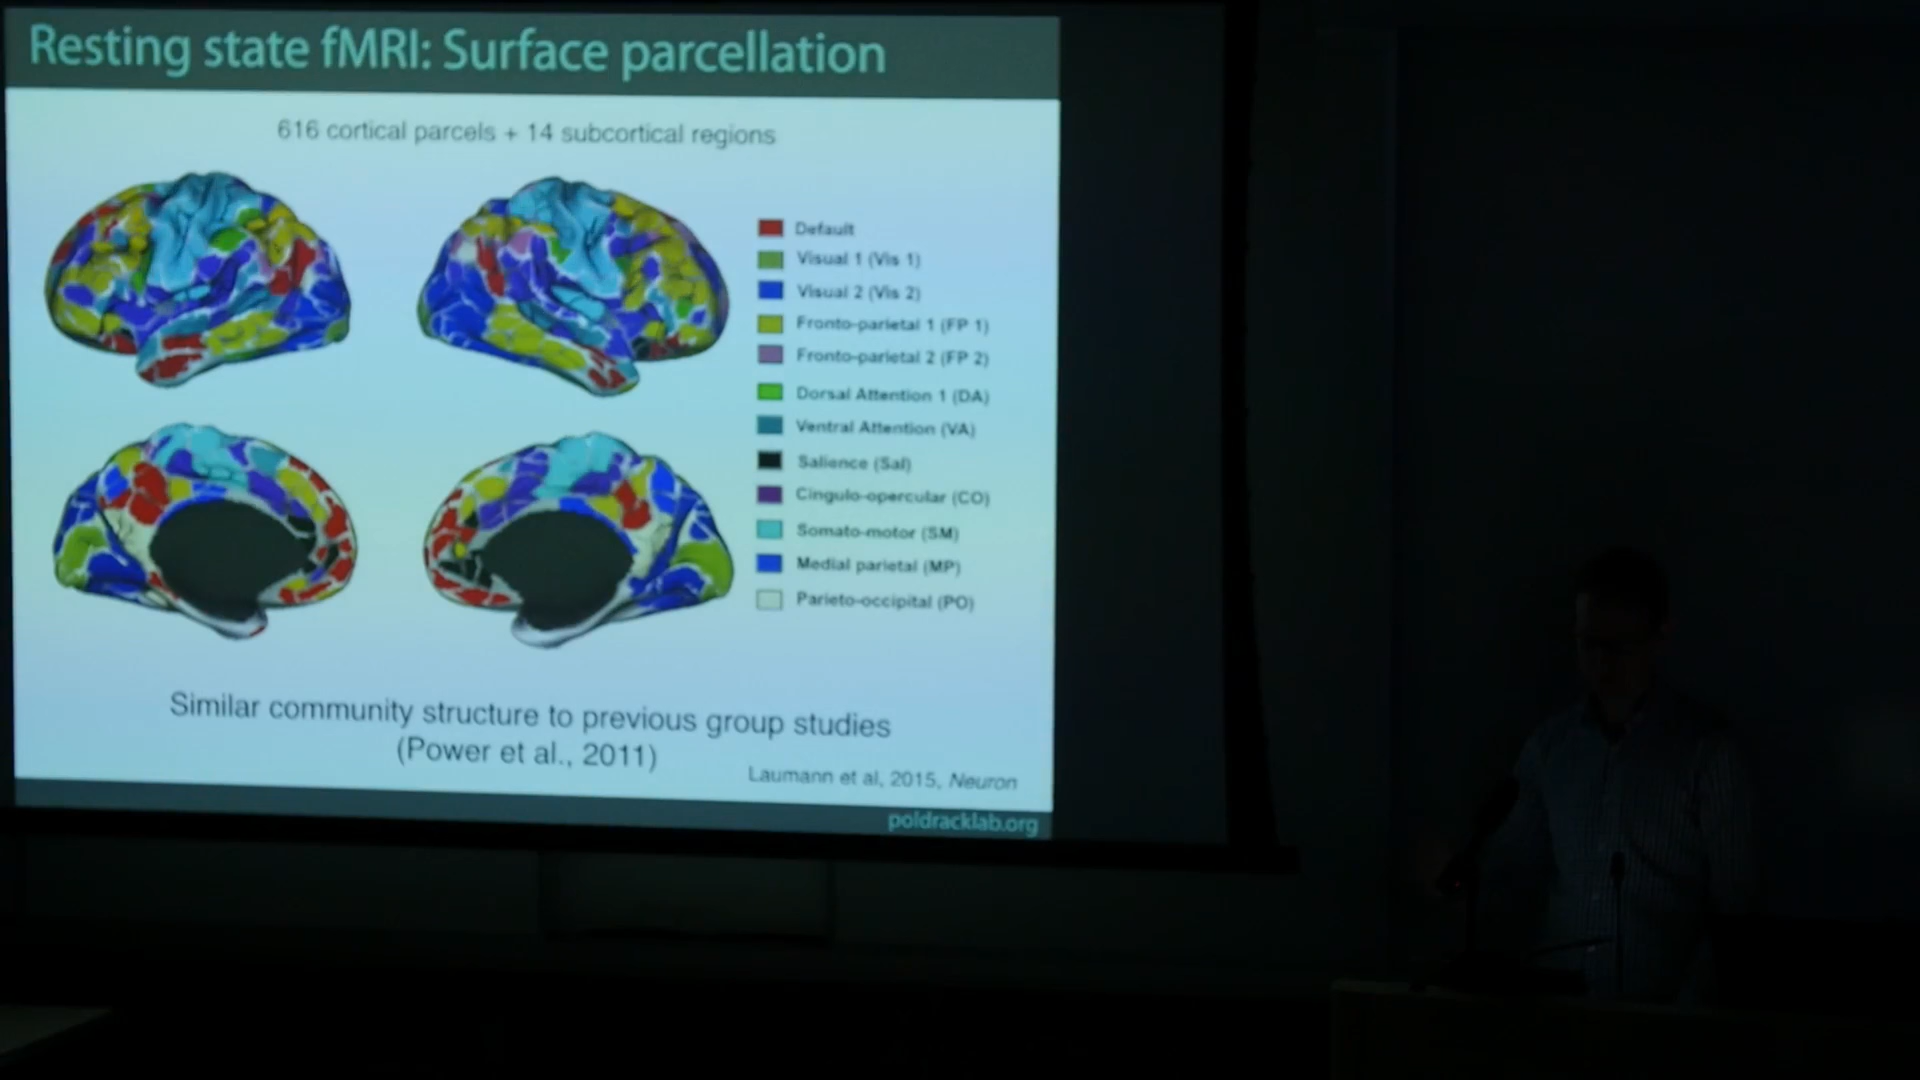 Resting state fMRI: Surface parcellation
616 cortical parcels + 14 subcortical regions
Default
Visual 1 (Vis 1)
Visual 2 (Vis 2)
Fronto-parietal 1 (FP 1)
Fronto-parietal 2 (FP 2)
Dorsal Attention 1 (DA)
Ventral Attention (VA)
Salience (Sal)
Cingulo-opercular (CO)
Somato-motor (SM)
Medial parietal (MP)
Parieto-occipital (PO)
Similar community structure to previous group studies
(Power et al., 2011)
Laumann et al, 2015, Neuron
poldracklab.org